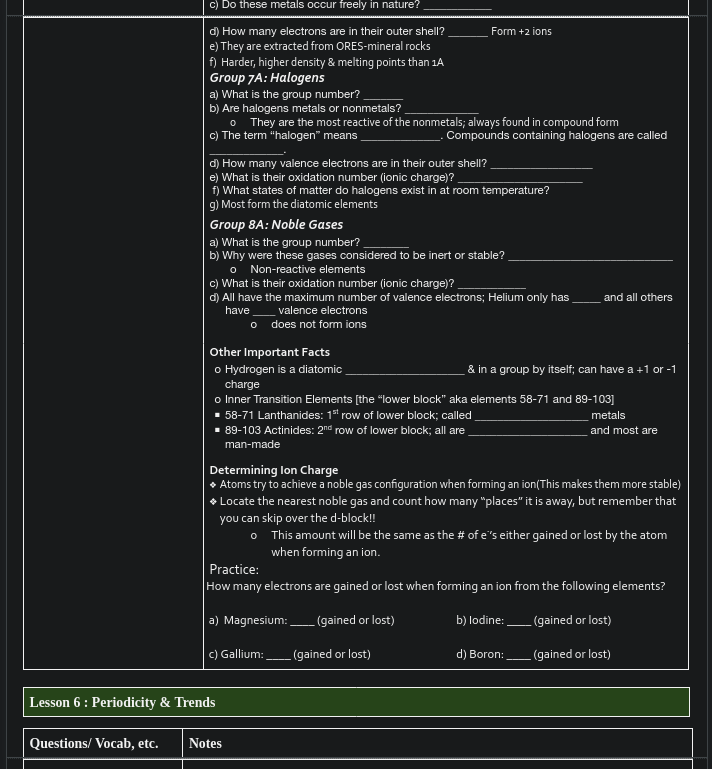 c) Do these metals occur freely in nature? ____________
d) How many electrons are in their outer shell? _______ Form +2 ions
e) They are extracted from ORES-mineral rocks
f) Harder, higher density & melting points than 1A
Group 7A: Halogens
a) What is the group number? _______
b) Are halogens metals or nonmetals? _____________
o They are the most reactive of the nonmetals; always found in compound form
c) The term “halogen” means ______________. Compounds containing halogens are called
_____________.
d) How many valence electrons are in their outer shell? __________________
e) What is their oxidation number (ionic charge)? ______________________
f) What states of matter do halogens exist in at room temperature?
g) Most form the diatomic elements
Group 8A: Noble Gases
a) What is the group number? ________
b) Why were these gases considered to be inert or stable? _____________________________
o Non-reactive elements
c) What is their oxidation number (ionic charge)? ____________
d) All have the maximum number of valence electrons; Helium only has _____ and all others
have ____ valence electrons
o does not form ions
Other Important Facts
o Hydrogen is a diatomic _____________________ & in a group by itself; can have a +1 or -1
charge
o Inner Transition Elements [the “lower block” aka elements 58-71 and 89-103]
▪ 58-71 Lanthanides: 1st row of lower block; called ____________________ metals
▪ 89-103 Actinides: 2nd row of lower block; all are _____________________ and most are
man-made
Determining Ion Charge
❖ Atoms try to achieve a noble gas configuration when forming an ion(This makes them more stable)
❖ Locate the nearest noble gas and count how many “places” it is away, but remember that
you can skip over the d-block!!
o This amount will be the same as the # of e-’s either gained or lost by the atom
when forming an ion.
Practice:
How many electrons are gained or lost when forming an ion from the following elements?
a) Magnesium: ____ (gained or lost) b) Iodine: ____ (gained or lost)
c) Gallium: ____ (gained or lost) d) Boron: ____ (gained or lost)
Lesson 6 : Periodicity & Trends
Questions/ Vocab, etc. Notes